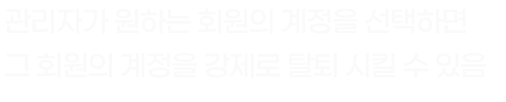 관리자가 원하는 회원의 계정을 선택하면
그 회원의 계정을 강제로 탈퇴 시킬 수 있음